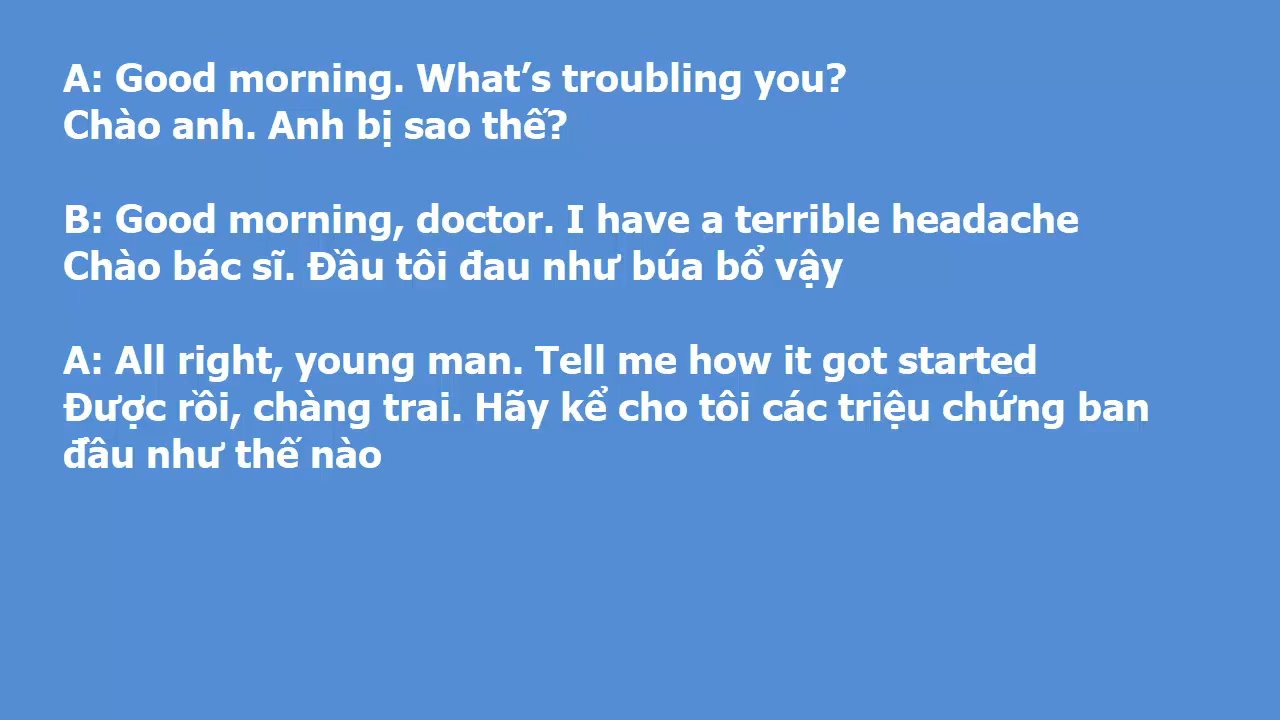 A: Good morning. What’s troubling you?
Chào anh. Anh bị sao thế?
B: Good morning, doctor. I have a terrible headache
Chào bác sĩ. Đầu tôi đau như búa bổ vậy
A: All right, young man. Tell me how it got started
Được rồi, chàng trai. Hãy kể cho tôi các triệu chứng ban
đầu như thế nào